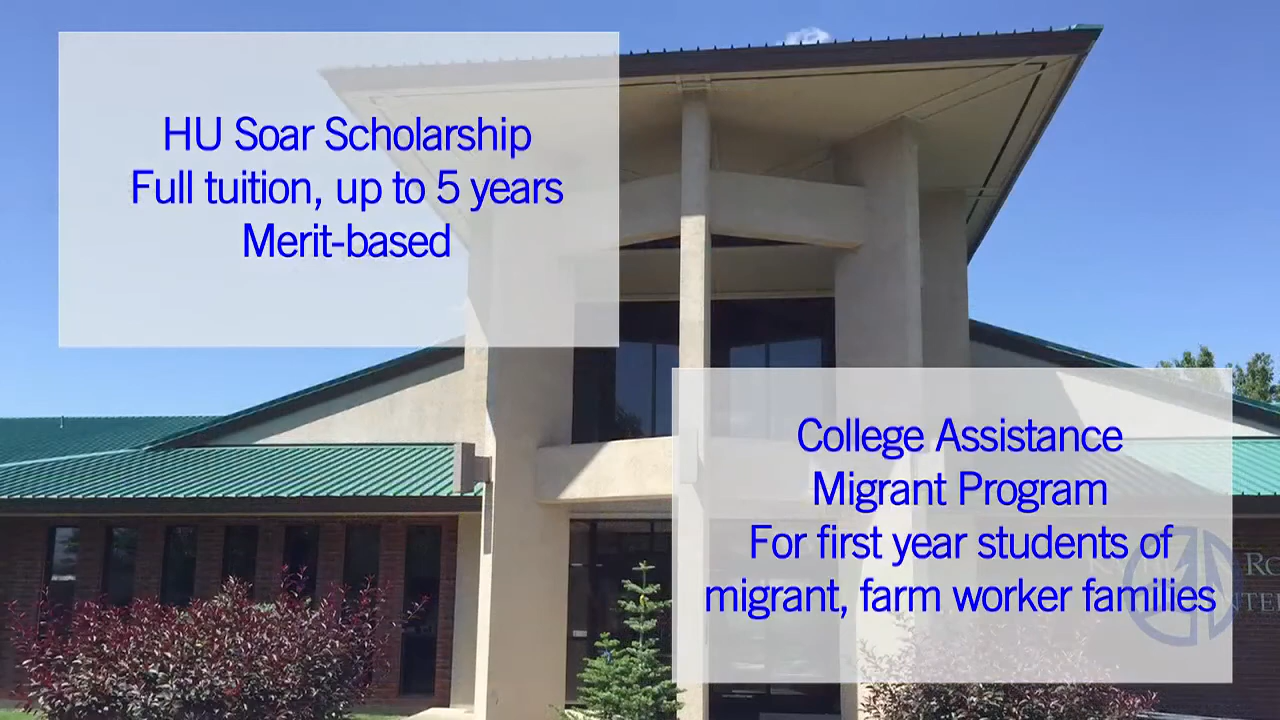 HU Soar Scholarship
Full tuition, up to 5 years
Merit-based
College Assistance
Migrant Program
For first year students of
migrant, farm worker families